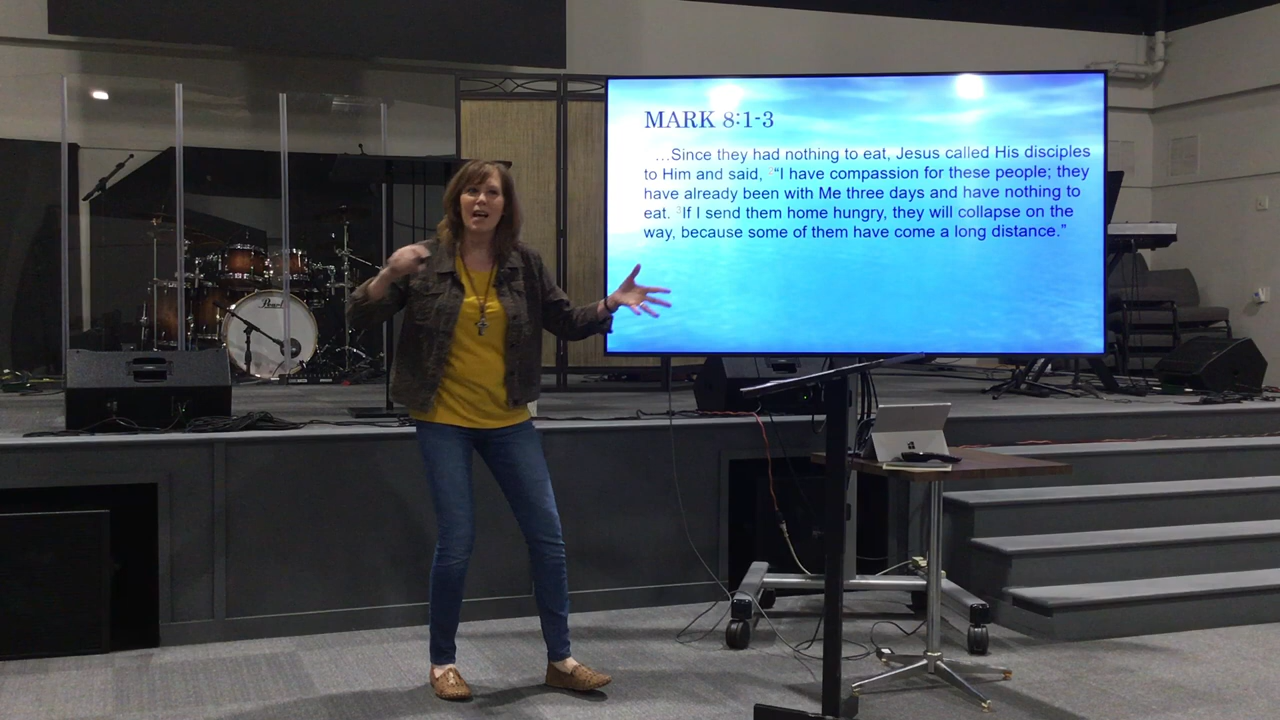 MARK 8:1-3
…Since they had nothing to eat, Jesus called His disciples
to Him and said, ²“I have compassion for these people; they
have already been with Me three days and have nothing to
eat. ³If I send them home hungry, they will collapse on the
way, because some of them have come a long distance.”
Pearl